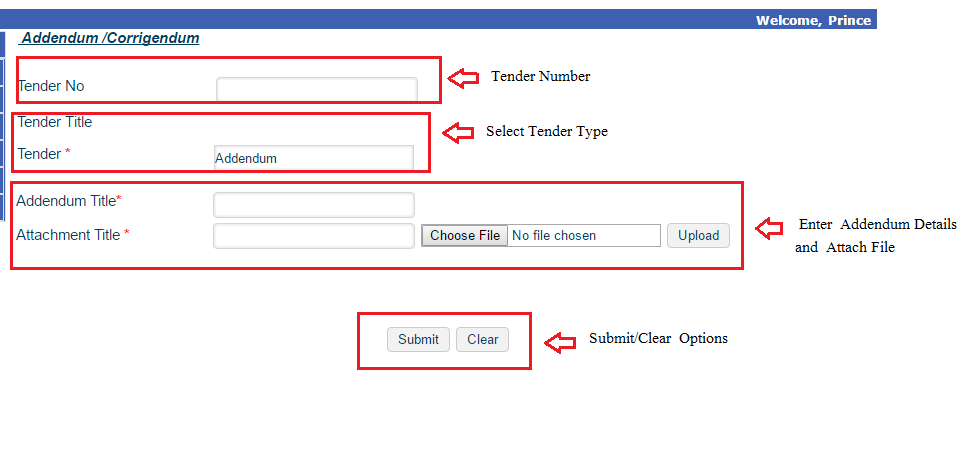 Welcome, Prince
Addendum /Corrigendum
Tender No
Tender Number
Tender Title
Select Tender Type
Tender *
Addendum
Addendum Title*
Attachment Title *
Choose File No file chosen
Upload
Enter Addendum Details
and Attach File
Submit
Clear
Submit/Clear Options